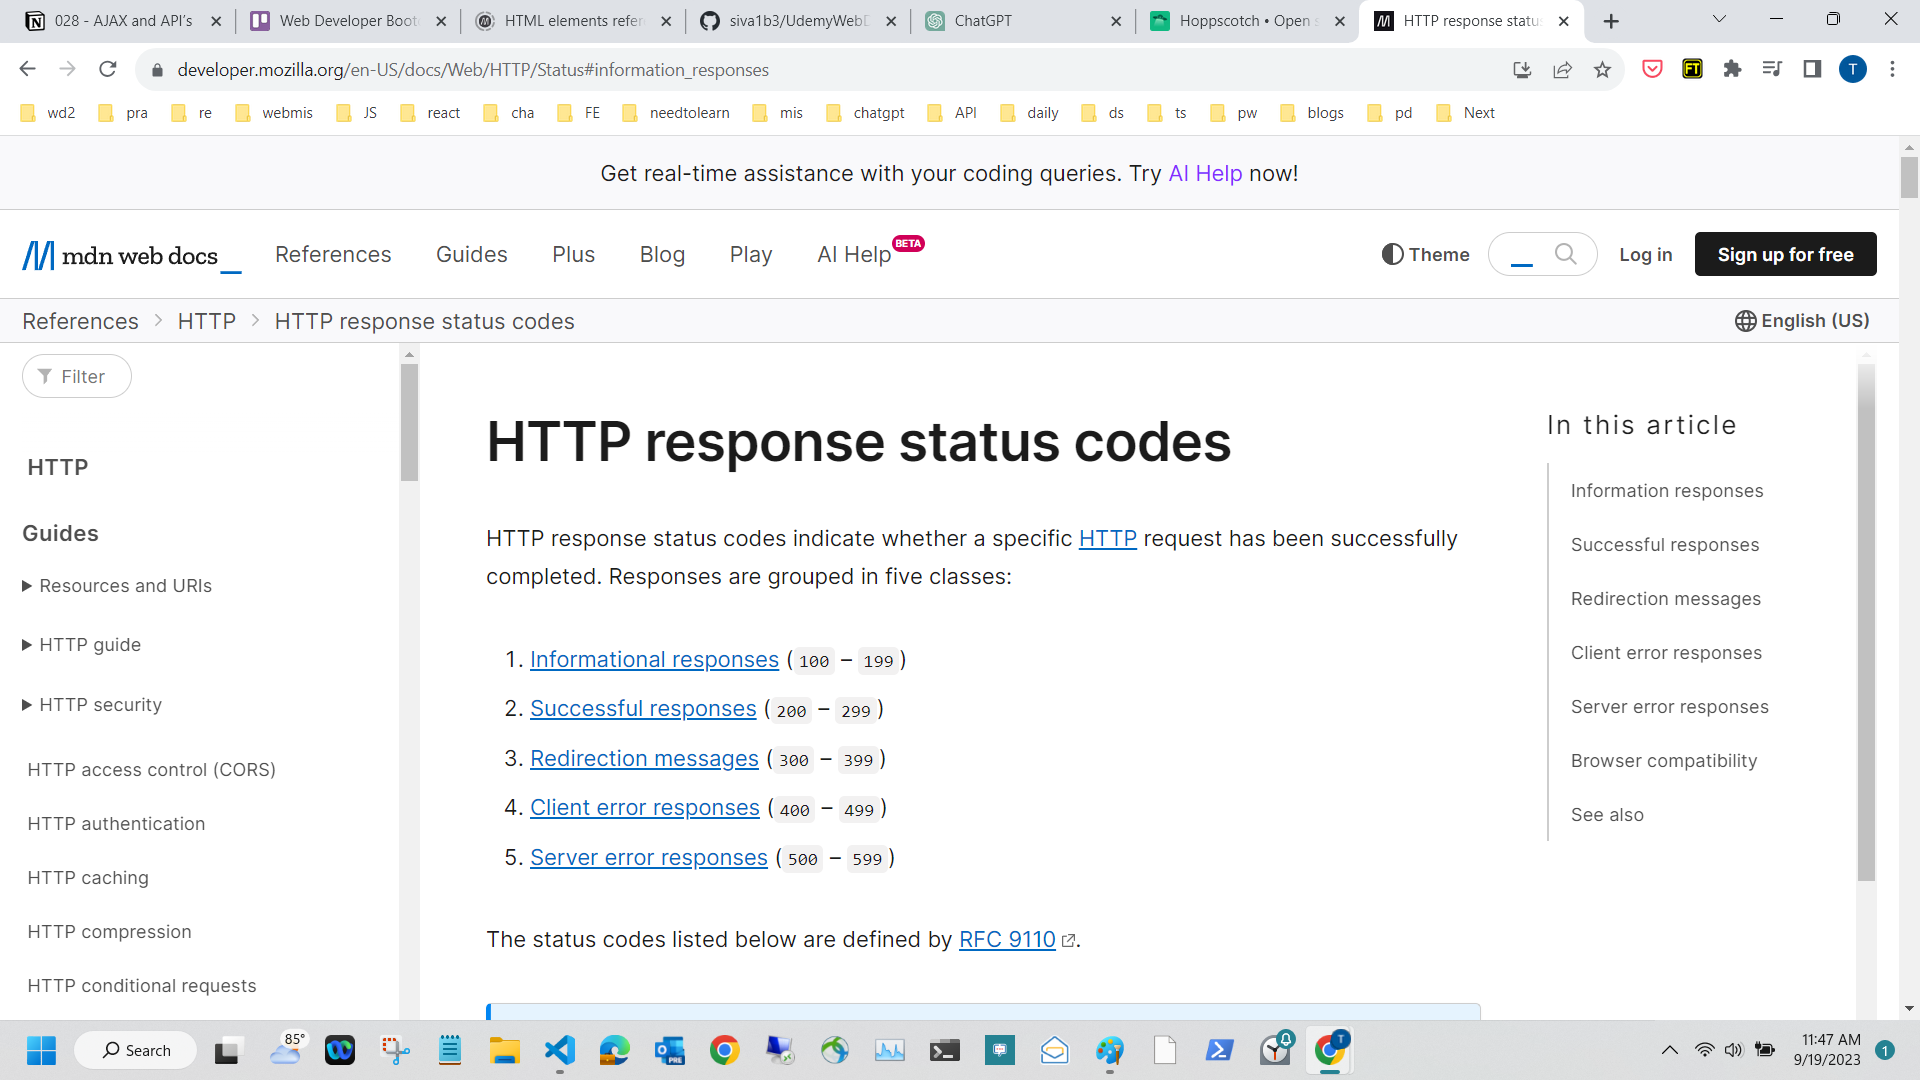 028 - AJAX and API's
Web Developer Boot
HTML elements refer
siva1b3/UdemyWebD
ChatGPT
Hoppscotch • Open s
HTTP response statu
developer.mozilla.org/en-US/docs/Web/HTTP/Status#information_responses
FT
T
wd2 pra re webmis JS react cha FE needtolearn mis chatgpt API daily ds ts pw blogs pd Next
Get real-time assistance with your coding queries. Try AI Help now!
mdn web docs_ References Guides Plus Blog Play AI Help BETA Theme Log in Sign up for free
References > HTTP > HTTP response status codes English (US)
Filter
HTTP
Guides
Resources and URIs
HTTP guide
HTTP security
HTTP access control (CORS)
HTTP authentication
HTTP caching
HTTP compression
HTTP conditional requests
HTTP response status codes
HTTP response status codes indicate whether a specific HTTP request has been successfully
completed. Responses are grouped in five classes:
1. Informational responses (100 – 199)
2. Successful responses (200 – 299)
3. Redirection messages (300 – 399)
4. Client error responses (400 – 499)
5. Server error responses (500 – 599)
The status codes listed below are defined by RFC 9110.
In this article
Information responses
Successful responses
Redirection messages
Client error responses
Server error responses
Browser compatibility
See also
Search
85°
PRE
T
11:47 AM
9/19/2023
1